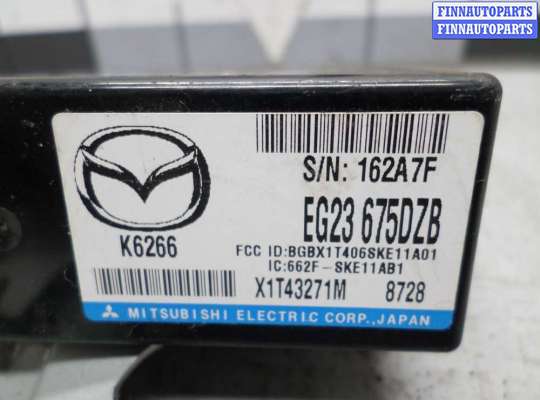 FINNAUTOPARTS
FINNAUTOPARTS
S/N: 162A7F
EG23 675DZB
K6266
FCC ID:BGBX1T406SKE11A01
IC:662F-SKE11AB1
X1T43271M 8728
MITSUBISHI ELECTRIC CORP.,JAPAN